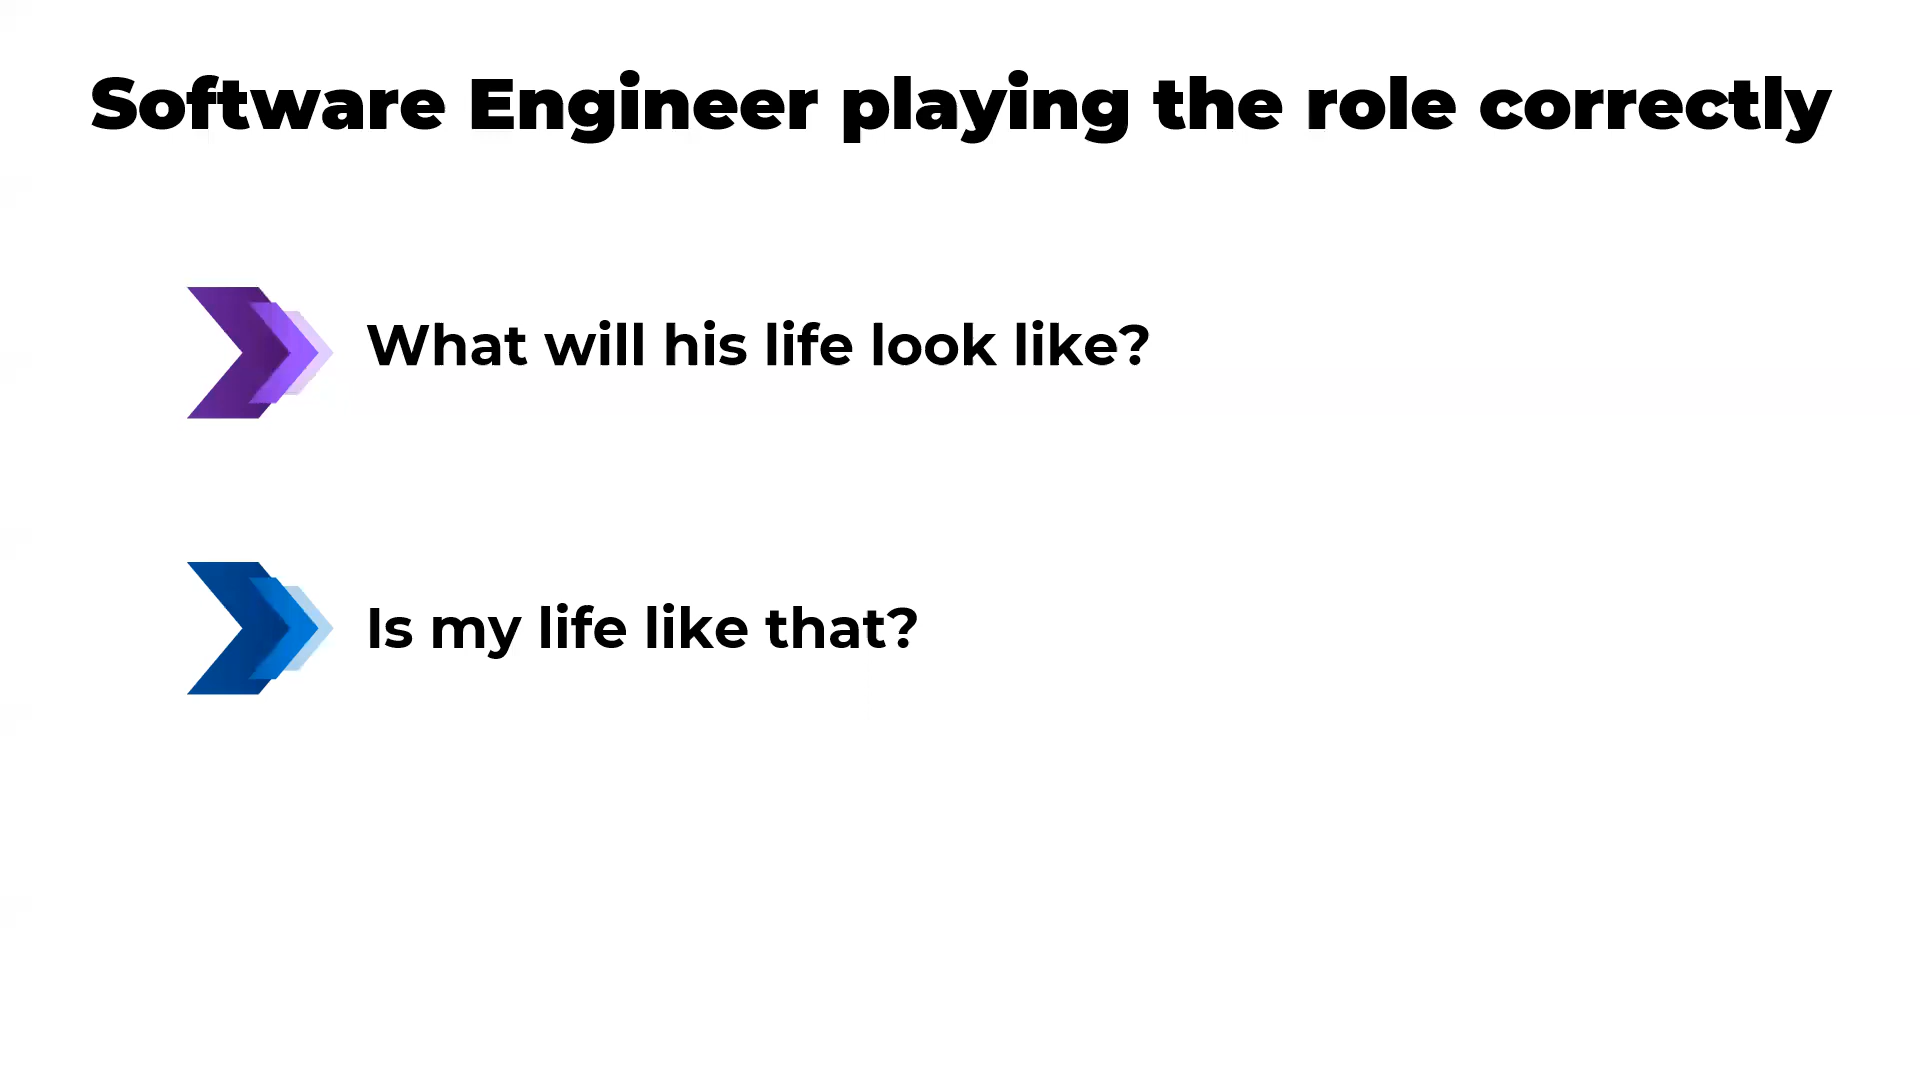 Software Engineer playing the role correctly
What will his life look like?
Is my life like that?